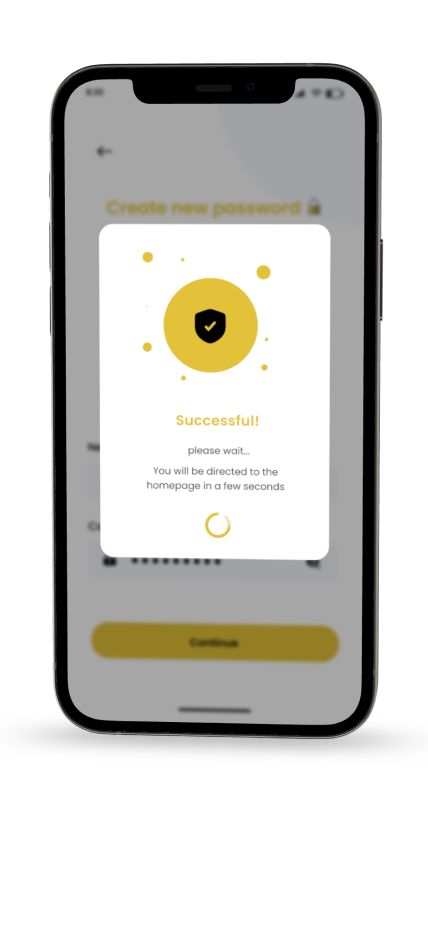 Create new password
Successful!
please wait...
You will be directed to the
homepage in a few seconds
Continue